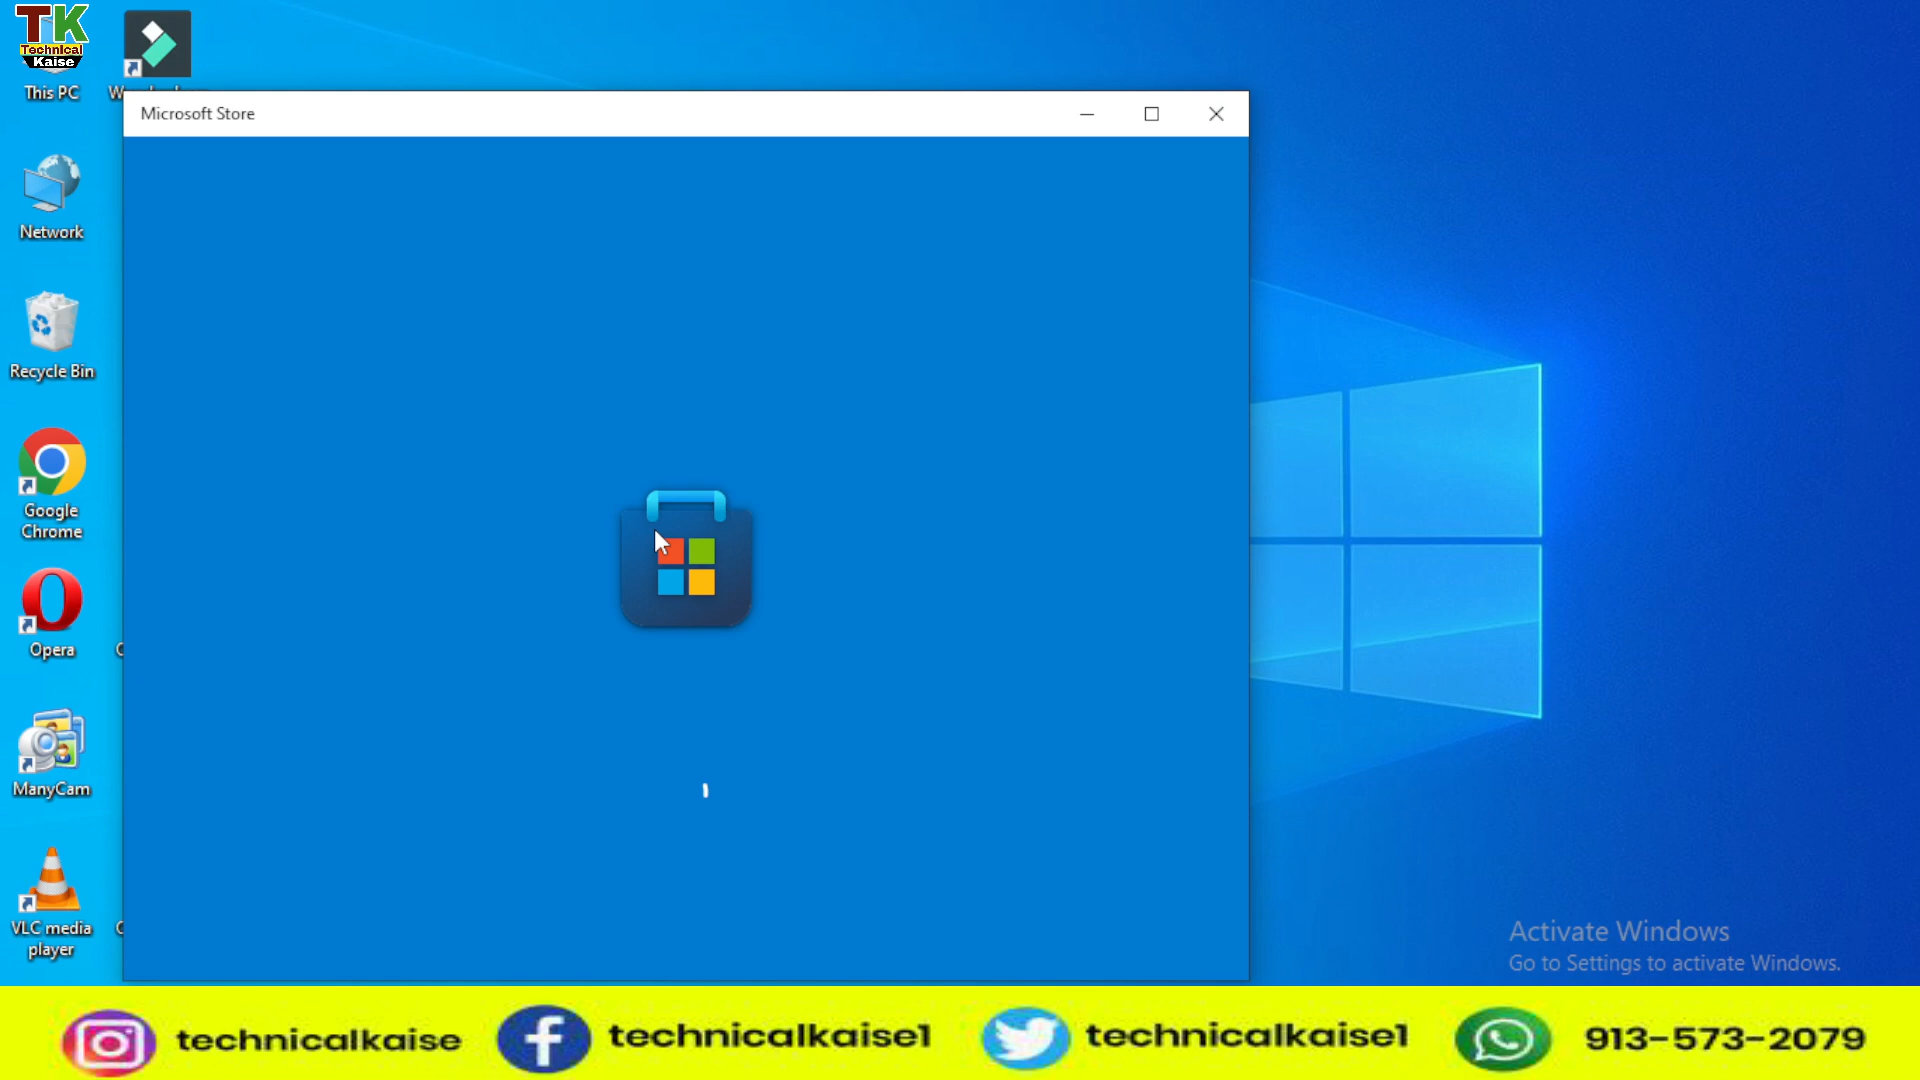 TK
Technical
Kaise
This PC
Microsoft Store
Network
Recycle Bin
Google
Chrome
Opera
ManyCam
VLC media
player
Activate Windows
Go to Settings to activate Windows.
technicalkaise
technicalkaise1
technicalkaise1
913-573-2079